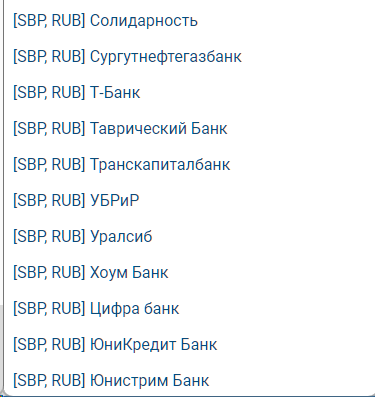 [SBP, RUB] Солидарность
[SBP, RUB] Сургутнефтегазбанк
[SBP, RUB] Т-Банк
[SBP, RUB] Таврический Банк
[SBP, RUB] Транскапиталбанк
[SBP, RUB] УБРиР
[SBP, RUB] Уралсиб
[SBP, RUB] Хоум Банк
[SBP, RUB] Цифра банк
[SBP, RUB] ЮниКредит Банк
[SBP, RUB] Юнистрим Банк